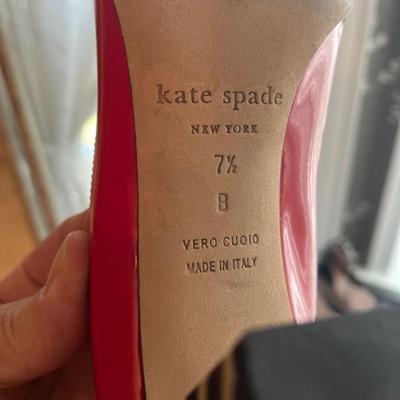 kate spade
NEW YORK
7½
B
VERO CUOIO
MADE IN ITALY